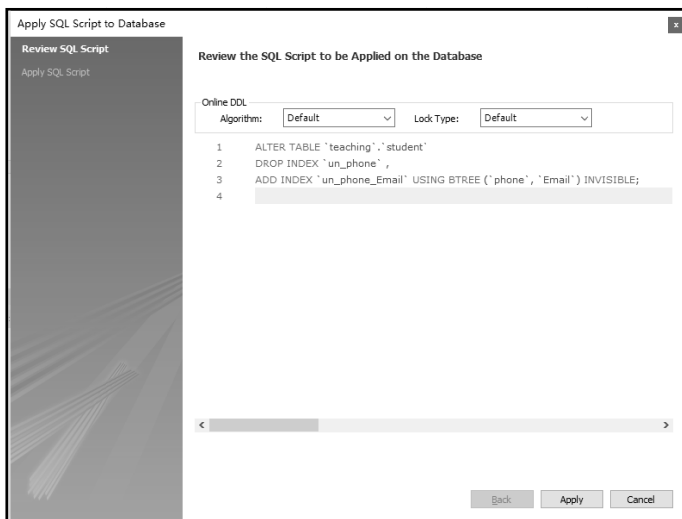 Apply SQL Script to Database
x
Review SQL Script
Apply SQL Script
Review the SQL Script to be Applied on the Database
Online DDL
Algorithm: Default Lock Type: Default
1 ALTER TABLE `teaching`.`student`
2 DROP INDEX `un_phone` ,
3 ADD INDEX `un_phone_Email` USING BTREE (`phone`, `Email`) INVISIBLE;
4
Back Apply Cancel